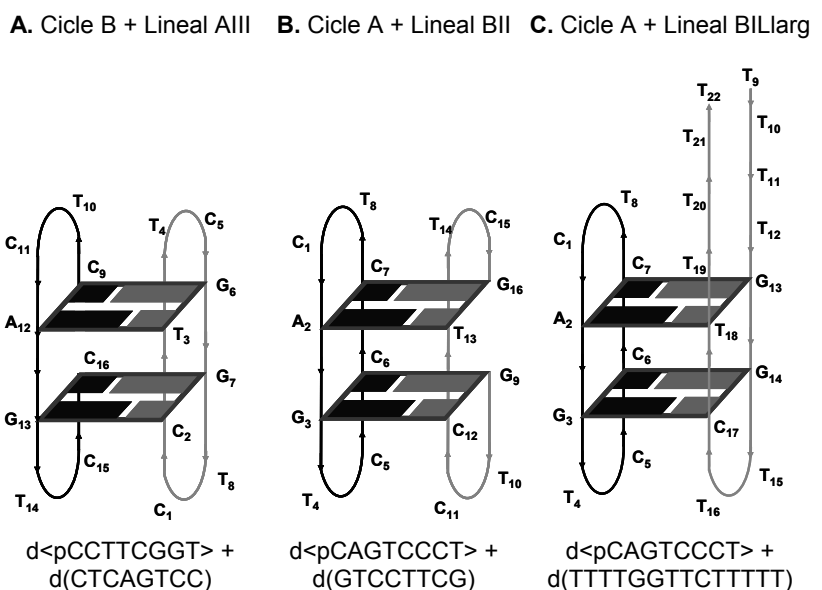 A. Cicle B + Lineal AIII
T10
C5
T4
C11
C9
G6
A12
T3
C16
G7
G13
C2
C15
T8
T14
C1
d<pCCTTCGGT> +
d(CTCAGTCC)
B. Cicle A + Lineal BII
T8
C15
T14
C1
C7
G16
A2
T13
C6
G9
G3
C12
C5
T10
T4
C11
d<pCAGTCCCT> +
d(GTCCTTCG)
C. Cicle A + Lineal BILlarg
T9
T22
T10
T21
T11
T8
T20
T12
C1
C7
T19
G13
A2
T18
C6
G14
G3
C17
C5
T15
T4
T16
d<pCAGTCCCT> +
d(TTTTGGTTCTTTTT)